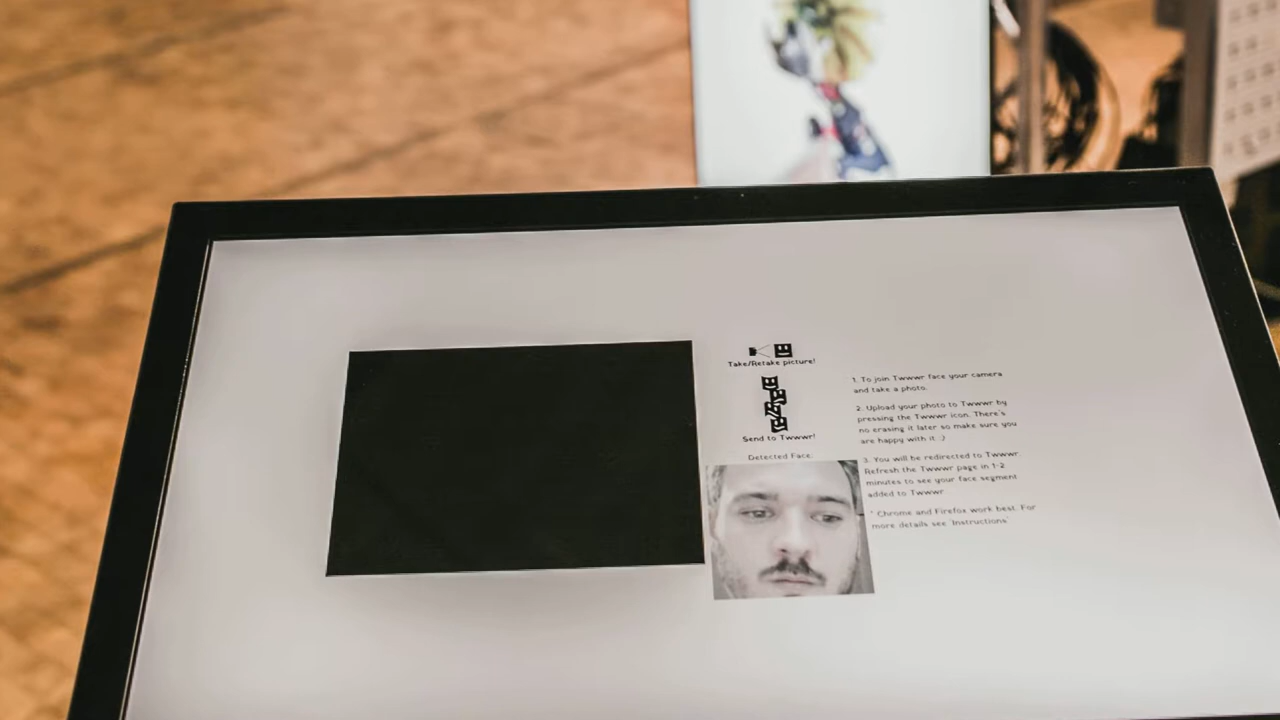 Take/Retake picture!
Send to Twwwr!
Detected Face:
1. To join Twwwr face your camera
and take a photo.
2. Upload your photo to Twwwr by
pressing the Twwwr icon. There's
no erasing it later so make sure you
are happy with it. :)
3. You will be redirected to Twwwr.
Refresh the Twwwr page in 1-2
minutes to see your face segment
added to Twwwr
* Chrome and Firefox work best. For
more details see 'Instructions'